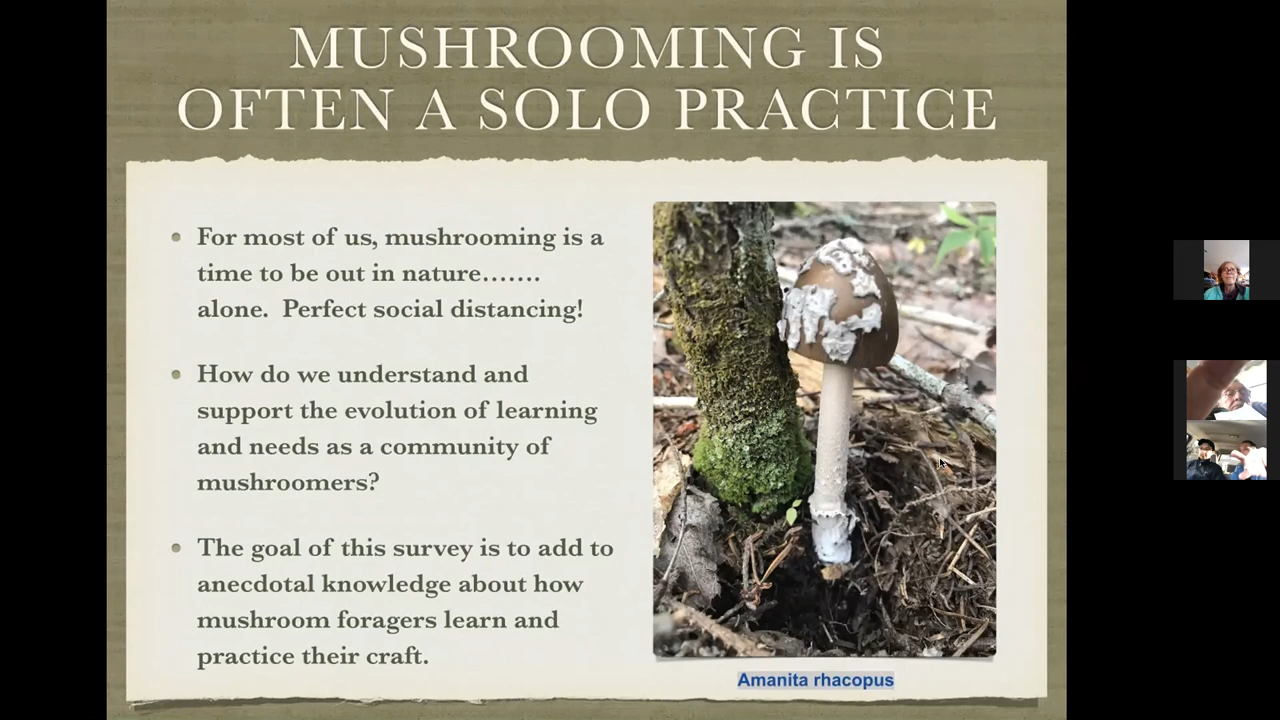 MUSHROOMING IS
OFTEN A SOLO PRACTICE
• For most of us, mushrooming is a
time to be out in nature…….
alone.  Perfect social distancing!
• How do we understand and
support the evolution of learning
and needs as a community of
mushroomers?
• The goal of this survey is to add to
anecdotal knowledge about how
mushroom foragers learn and
practice their craft.
Amanita rhacopus